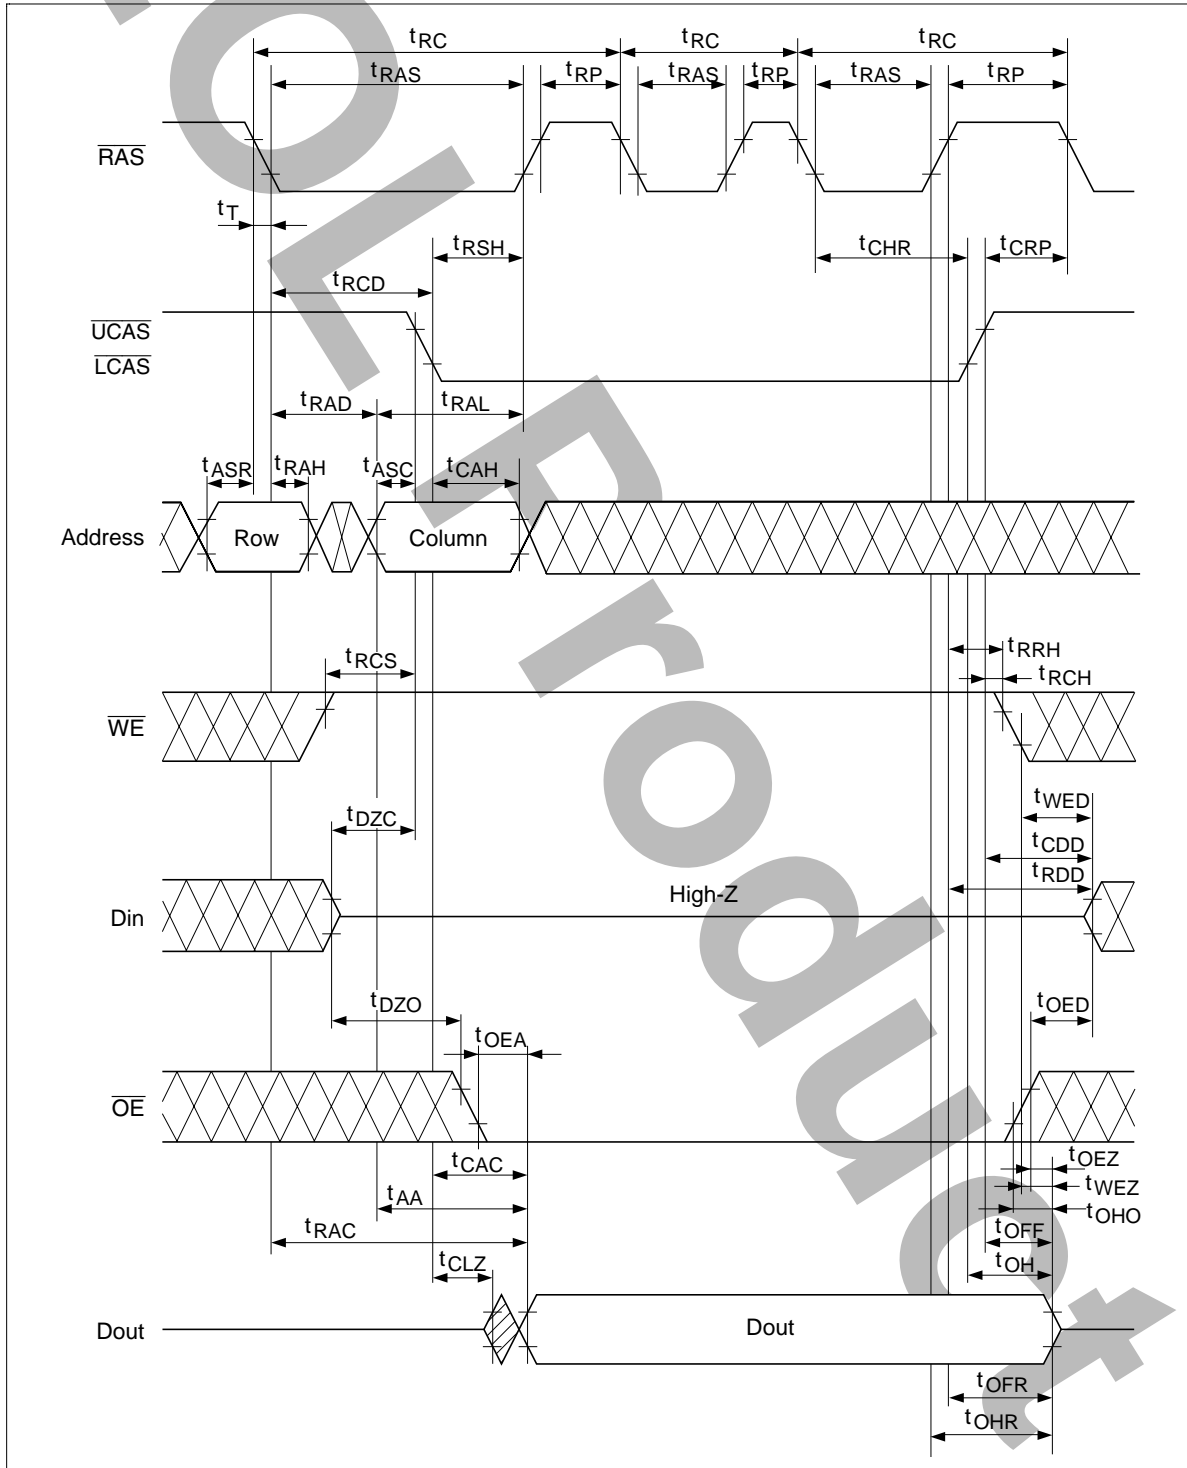 tRC tRC tRC
tRAS tRP tRAS tRP tRAS tRP
RAS
tT
tRSH tCHR tCRP
tRCD
UCAS
LCAS
tRAD tRAL
tASR tRAH tASC tCAH
Address Row Column
tRRH
tRCS tRCH
WE
tWED
tDZC
tCDD
tRDD
High-Z
Din
tDZO tOED
tOEA
OE
tCAC tOEZ
tAA tWEZ
tOHO
tRAC tOFF
tCLZ tOH
Dout Dout
tOFR
tOHR
OL Product